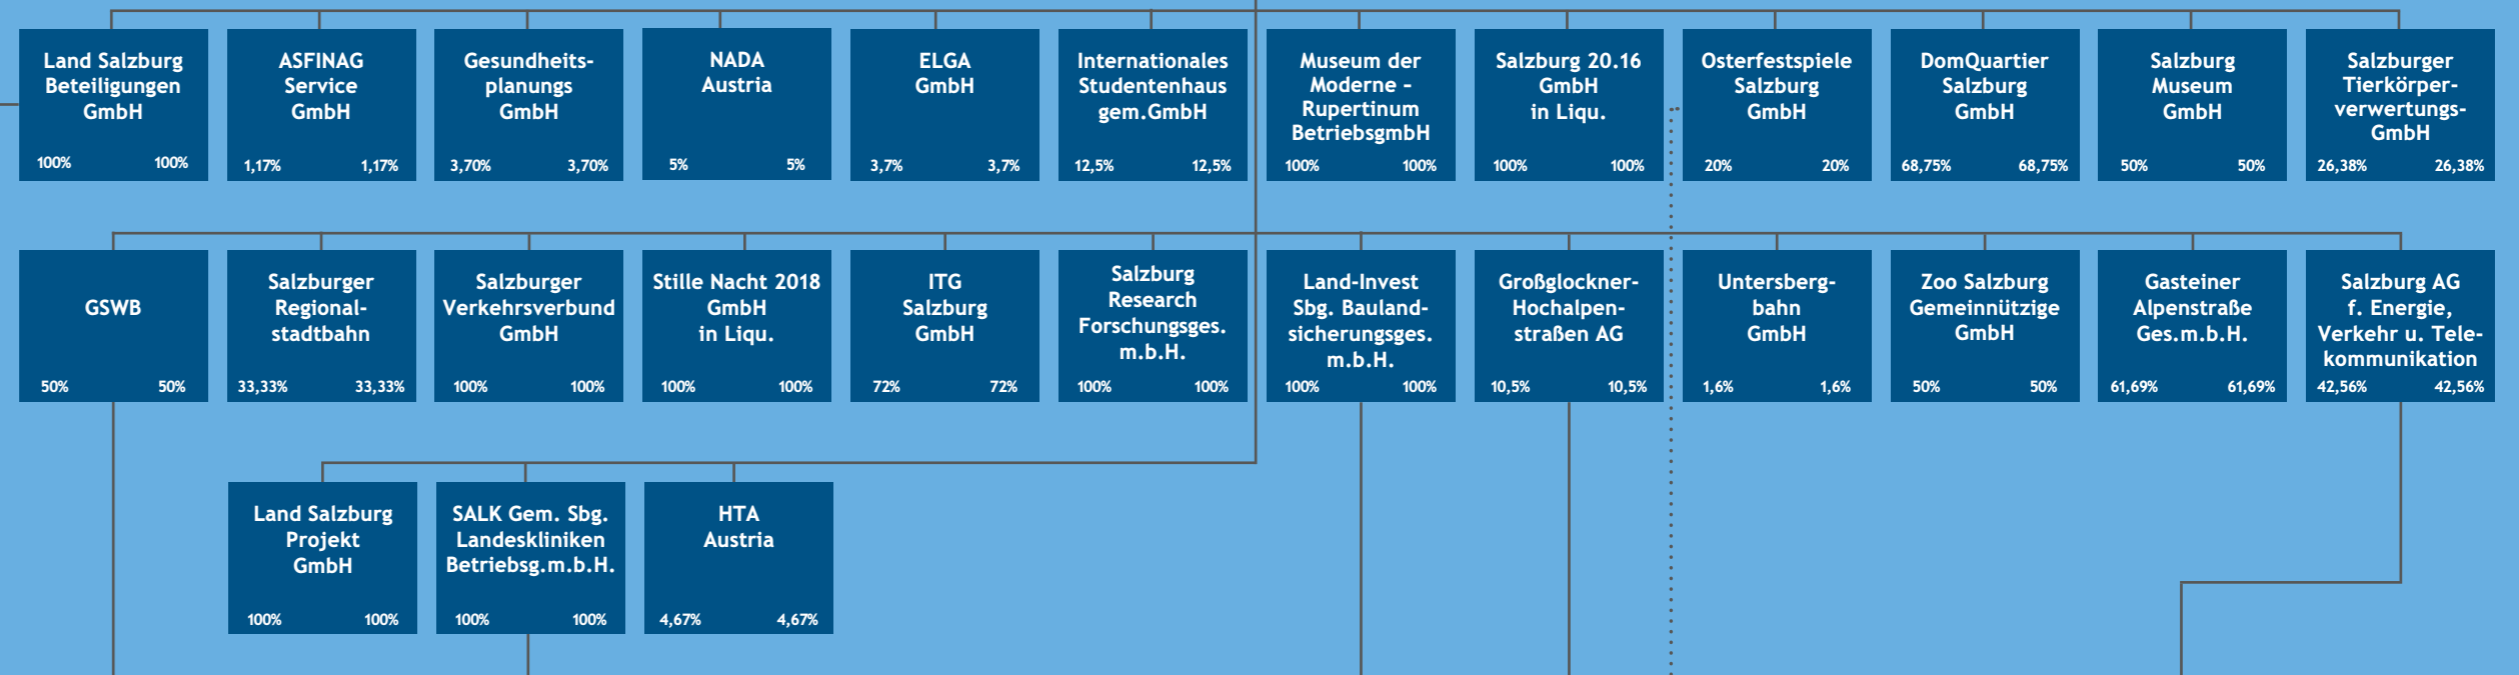 Land Salzburg
Beteiligungen
GmbH
100% 100%
ASFINAG
Service
GmbH
1,17% 1,17%
Gesundheits-
planungs
GmbH
3,70% 3,70%
NADA
Austria
5% 5%
ELGA
GmbH
3,7% 3,7%
Internationales
Studentenhaus
gem.GmbH
12,5% 12,5%
Museum der
Moderne –
Rupertinum
BetriebsgmbH
100% 100%
Salzburg 20.16
GmbH
in Liqu.
100% 100%
Osterfestspiele
Salzburg
GmbH
20% 20%
DomQuartier
Salzburg
GmbH
68,75% 68,75%
Salzburg
Museum
GmbH
50% 50%
Salzburger
Tierkörper-
verwertungs-
GmbH
26,38% 26,38%
GSWB
50% 50%
Salzburger
Regional-
stadtbahn
33,33% 33,33%
Salzburger
Verkehrsverbund
GmbH
100% 100%
Stille Nacht 2018
GmbH
in Liqu.
100% 100%
ITG
Salzburg
GmbH
72% 72%
Salzburg
Research
Forschungsges.
m.b.H.
100% 100%
Land-Invest
Sbg. Bauland-
sicherungsges.
m.b.H.
100% 100%
Großglockner-
Hochalpen-
straßen AG
10,5% 10,5%
Untersberg-
bahn
GmbH
1,6% 1,6%
Zoo Salzburg
Gemeinnützige
GmbH
50% 50%
Gasteiner
Alpenstraße
Ges.m.b.H.
61,69% 61,69%
Salzburg AG
f. Energie,
Verkehr u. Tele-
kommunikation
42,56% 42,56%
Land Salzburg
Projekt
GmbH
100% 100%
SALK Gem. Sbg.
Landeskliniken
Betriebsg.m.b.H.
100% 100%
HTA
Austria
4,67% 4,67%